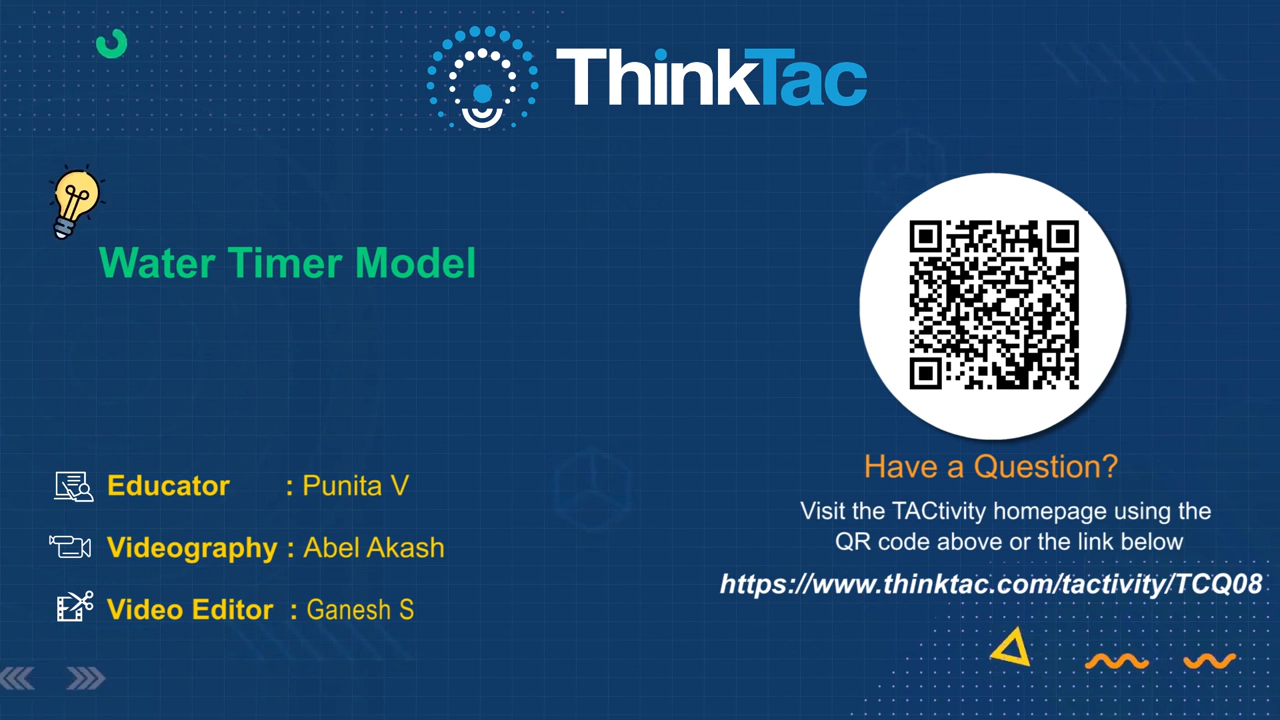 ThinkTac
Water Timer Model
Educator : Punita V
Videography : Abel Akash
Video Editor : Ganesh S
Have a Question?
Visit the TACtivity homepage using the
QR code above or the link below
https://www.thinktac.com/tactivity/TCQ08